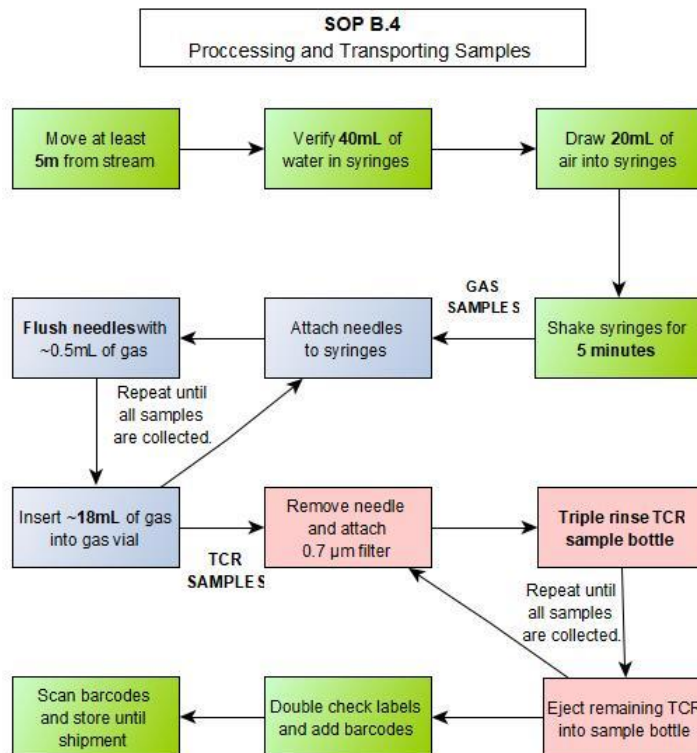 SOP B.4
Proccessing and Transporting Samples
Move at least
5m from stream
Verify 40mL of
water in syringes
Draw 20mL of
air into syringes
GAS
SAMPLES
Flush needles with
~0.5mL of gas
Attach needles
to syringes
Shake syringes for
5 minutes
Repeat until
all samples
are collected.
Insert ~18mL of gas
into gas vial
TCR
SAMPLES
Remove needle
and attach
0.7 µm filter
Triple rinse TCR
sample bottle
Repeat until
all samples
are collected.
Scan barcodes
and store until
shipment
Double check labels
and add barcodes
Eject remaining TCR
into sample bottle